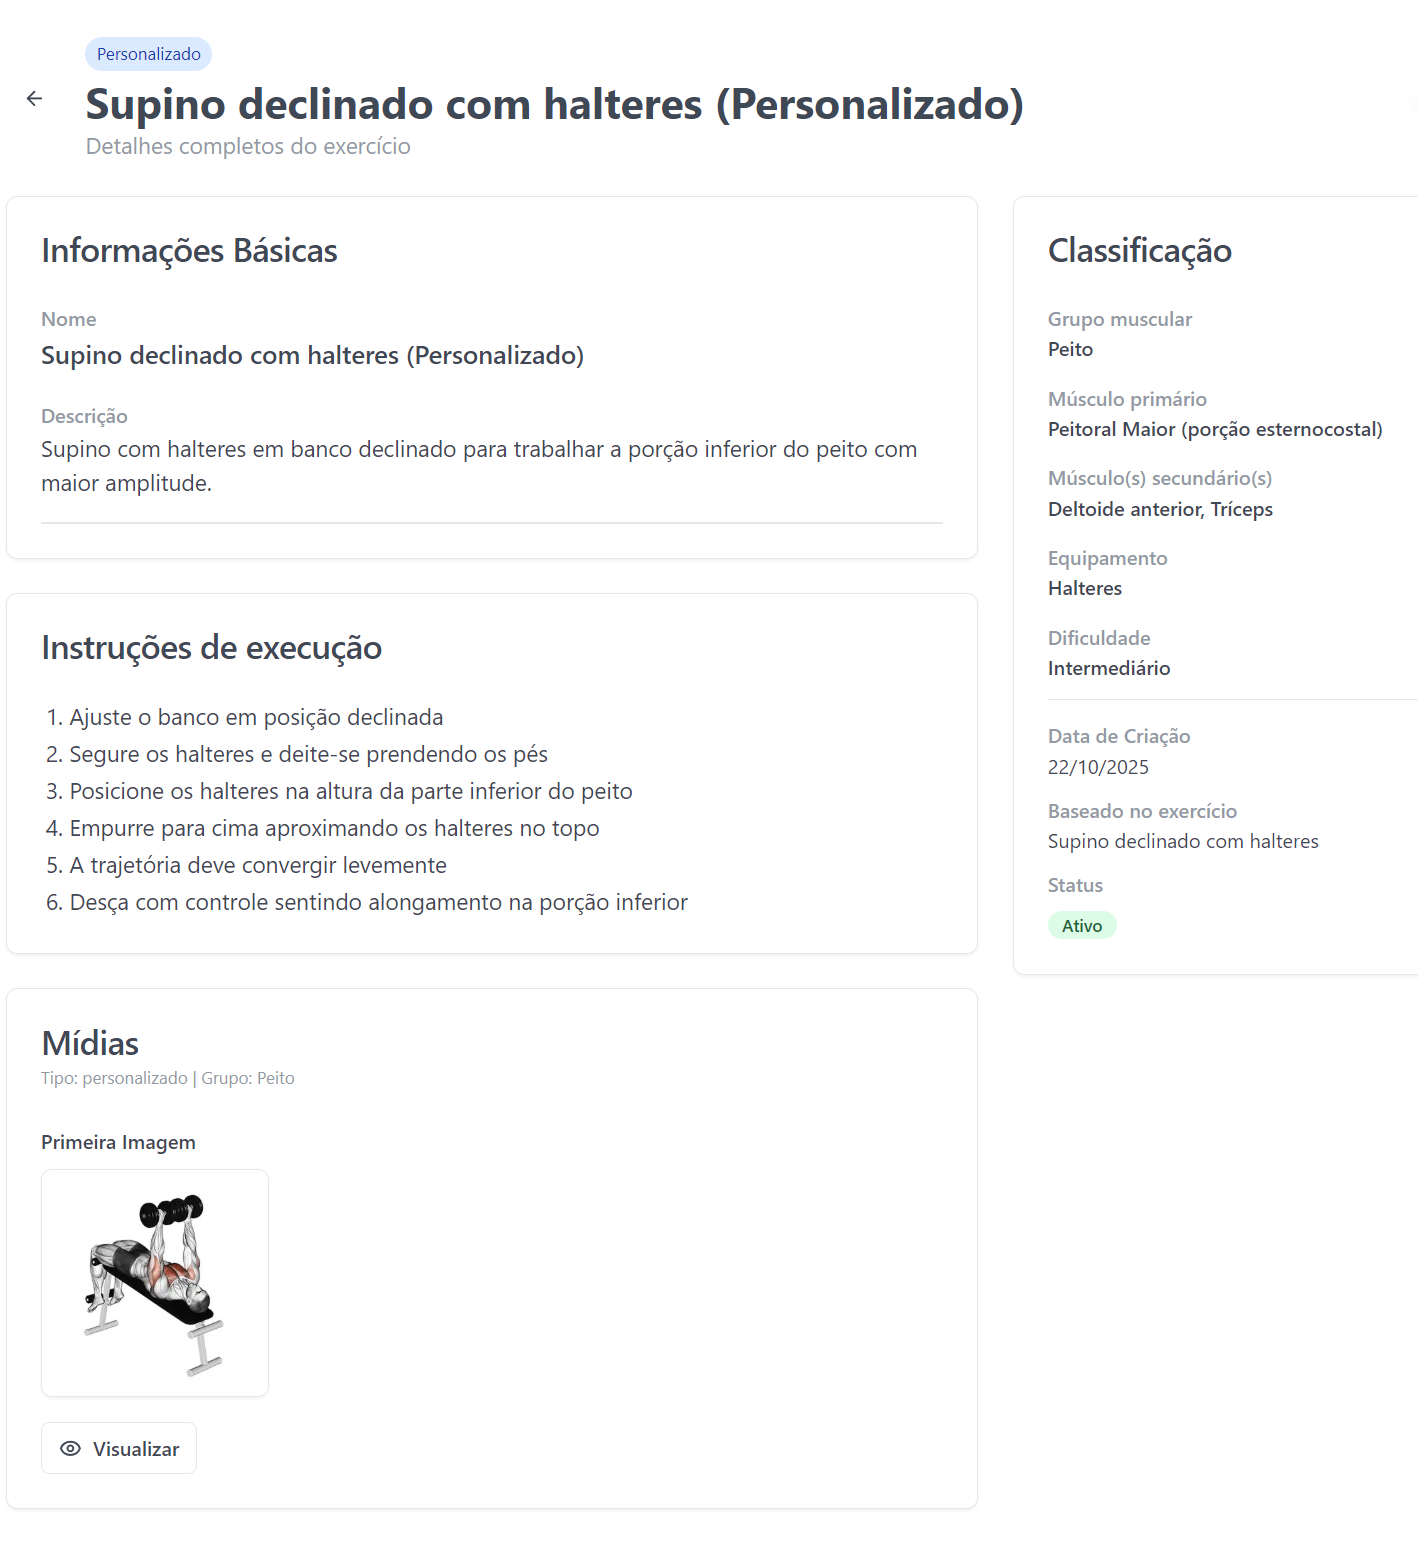 Personalizado
Supino declinado com halteres (Personalizado)
Detalhes completos do exercício
Informações Básicas
Nome
Supino declinado com halteres (Personalizado)
Descrição
Supino com halteres em banco declinado para trabalhar a porção inferior do peito com
maior amplitude.
Instruções de execução
1. Ajuste o banco em posição declinada
2. Segure os halteres e deite-se prendendo os pés
3. Posicione os halteres na altura da parte inferior do peito
4. Empurre para cima aproximando os halteres no topo
5. A trajetória deve convergir levemente
6. Desça com controle sentindo alongamento na porção inferior
Mídias
Tipo: personalizado | Grupo: Peito
Primeira Imagem
Visualizar
Classificação
Grupo muscular
Peito
Músculo primário
Peitoral Maior (porção esternocostal)
Músculo(s) secundário(s)
Deltoide anterior, Tríceps
Equipamento
Halteres
Dificuldade
Intermediário
Data de Criação
22/10/2025
Baseado no exercício
Supino declinado com halteres
Status
Ativo